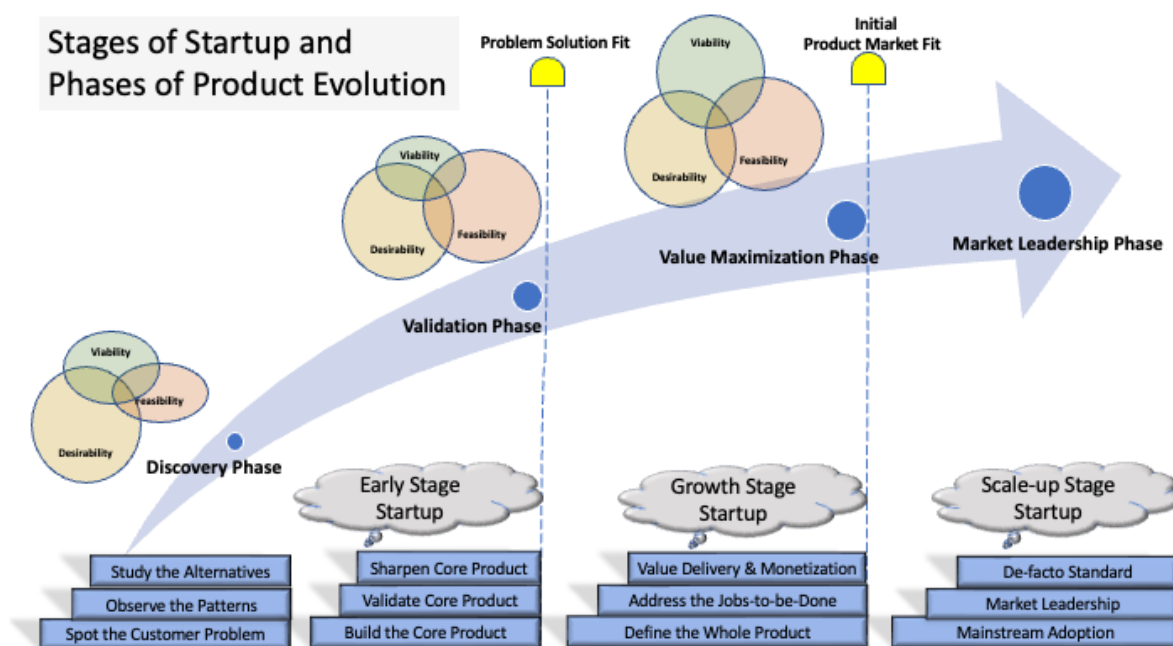 Stages of Startup and
Phases of Product Evolution
Problem Solution Fit
Initial
Product Market Fit
Viability
Desirability
Feasibility
Viability
Desirability
Feasibility
Viability
Feasibility
Desirability
Market Leadership Phase
Value Maximization Phase
Validation Phase
Discovery Phase
Early Stage
Startup
Growth Stage
Startup
Scale-up Stage
Startup
Study the Alternatives
Observe the Patterns
Spot the Customer Problem
Sharpen Core Product
Validate Core Product
Build the Core Product
Value Delivery & Monetization
Address the Jobs-to-be-Done
Define the Whole Product
De-facto Standard
Market Leadership
Mainstream Adoption